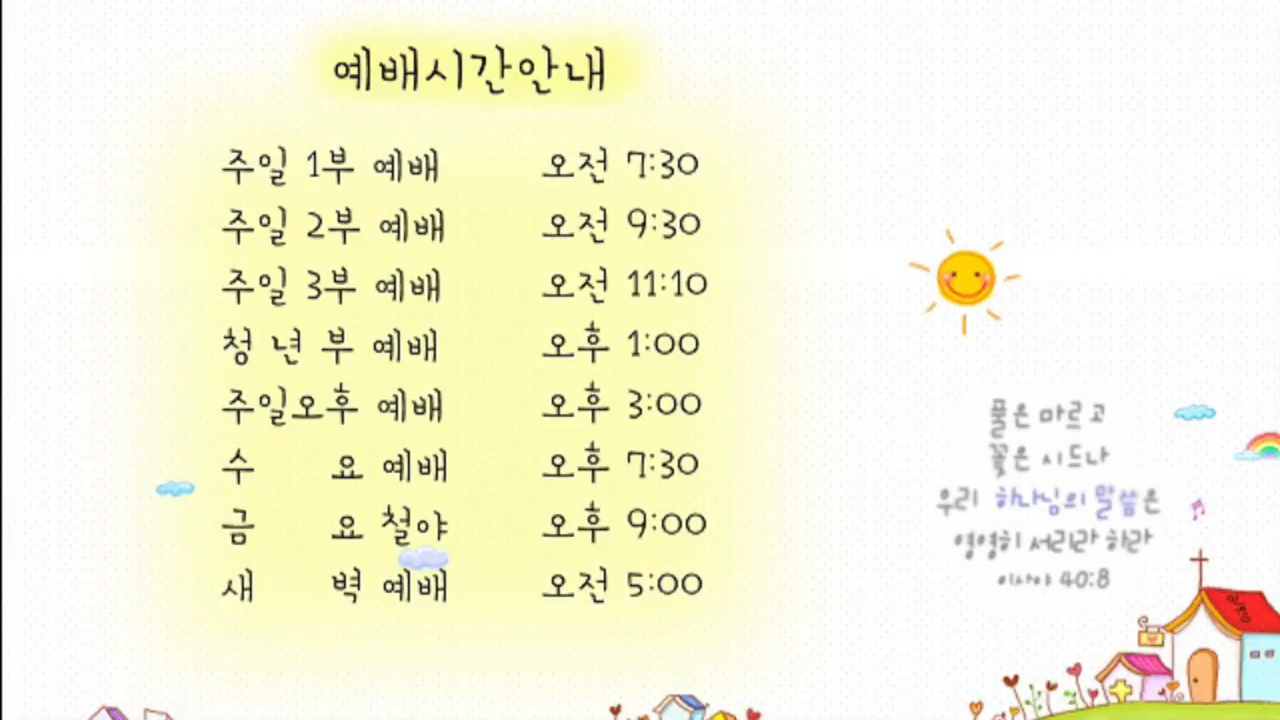 예배시간안내
주일 1부 예배 오전 7:30
주일 2부 예배 오전 9:30
주일 3부 예배 오전 11:10
청 년 부 예배 오후 1:00
주일오후 예배 오후 3:00
수 요 예배 오후 7:30
금 요 철야 오후 9:00
새 벽 예배 오전 5:00
풀은 마르고
꽃은 시드나
우리 하나님의 말씀은
영영히 서리라 하라
이사야 40:8